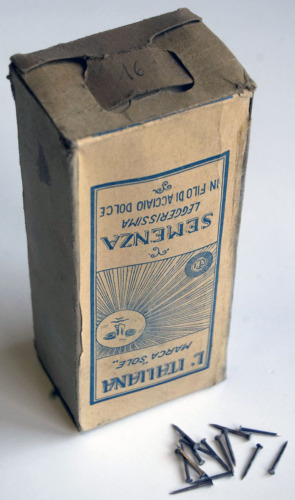 16
L'ITALIANA
MARCA "SOLE„
SEMENZA
LEGGERISSIMA
IN FILO DI ACCIAIO DOLCE